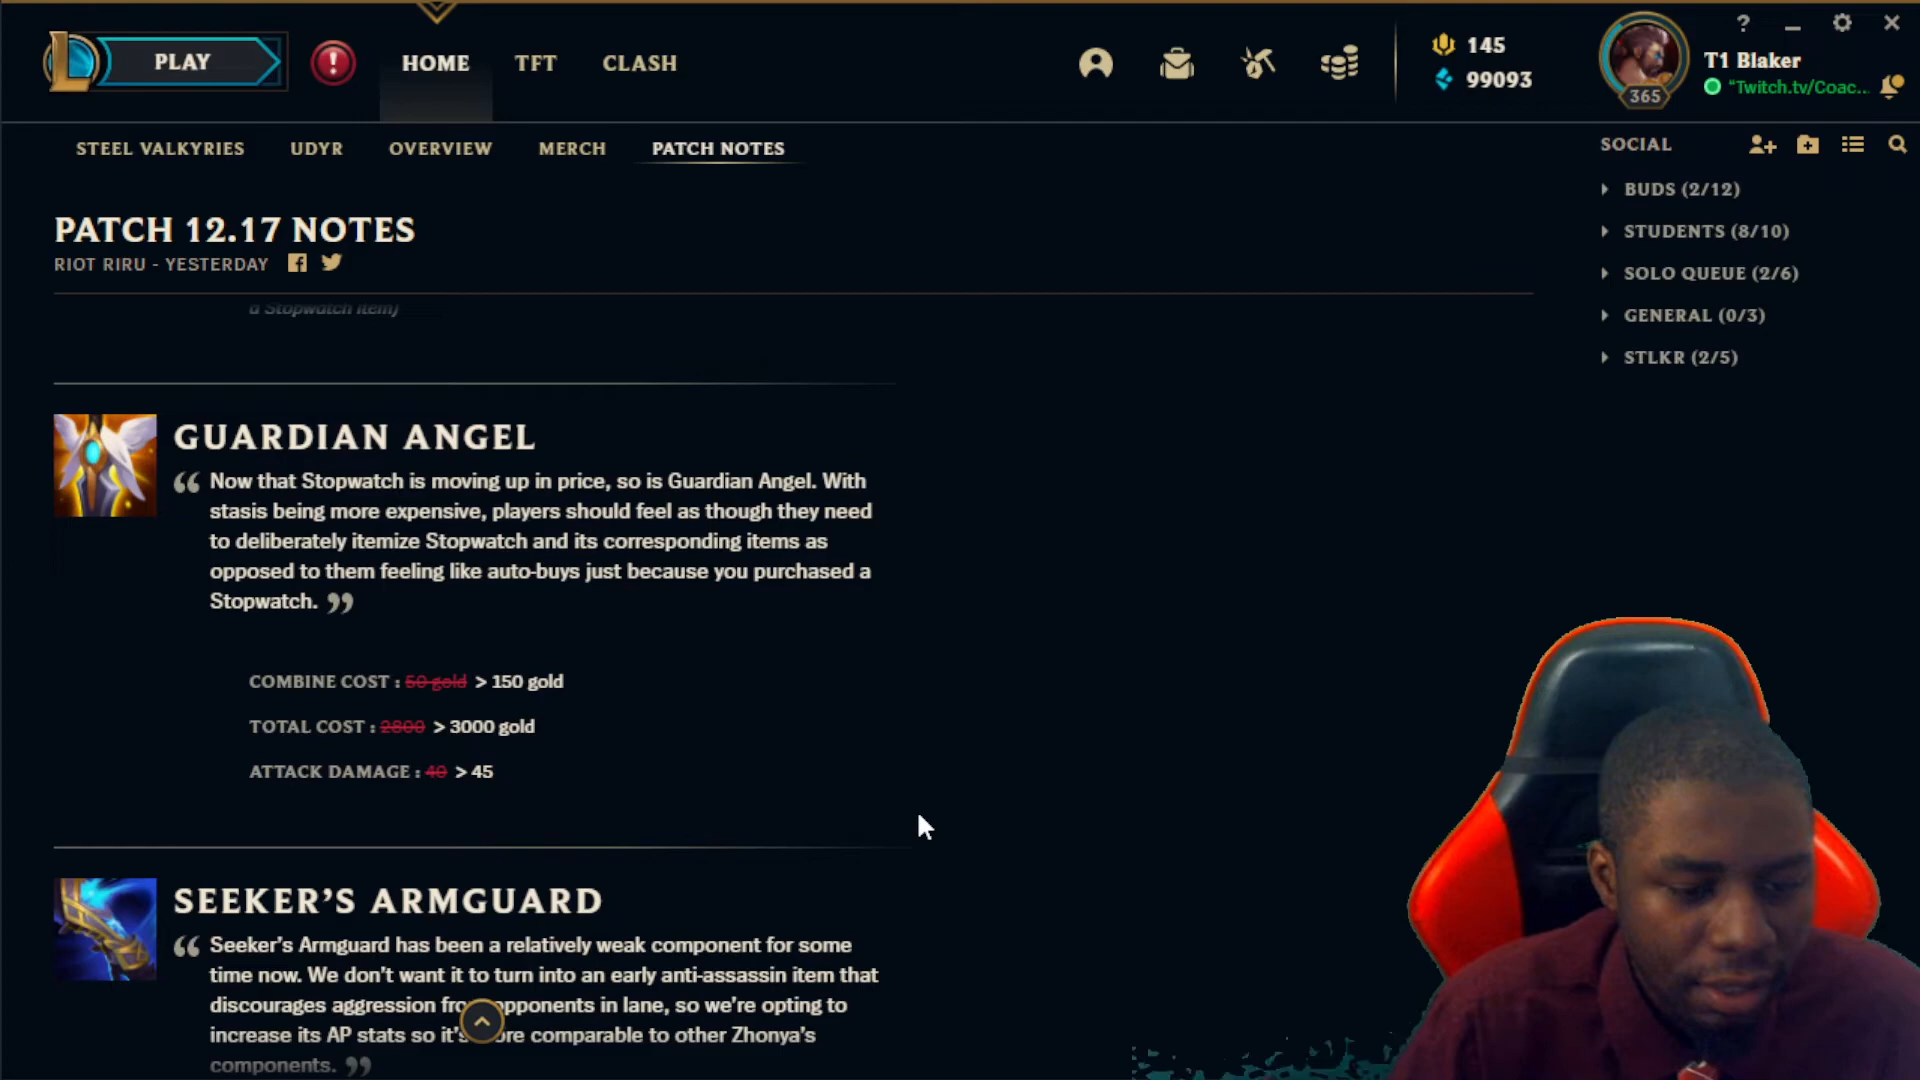 PLAY
HOME
TFT
CLASH
145
99093
365
T1 Blaker
"Twitch.tv/Coac...
?
STEEL VALKYRIES
UDYR
OVERVIEW
MERCH
PATCH NOTES
SOCIAL
BUDS (2/12)
STUDENTS (8/10)
SOLO QUEUE (2/6)
GENERAL (0/3)
STLKR (2/5)
PATCH 12.17 NOTES
RIOT RIRU - YESTERDAY
a Stopwatch item)
GUARDIAN ANGEL
“ Now that Stopwatch is moving up in price, so is Guardian Angel. With
stasis being more expensive, players should feel as though they need
to deliberately itemize Stopwatch and its corresponding items as
opposed to them feeling like auto-buys just because you purchased a
Stopwatch. ”
COMBINE COST : 50 gold > 150 gold
TOTAL COST : 2800 > 3000 gold
ATTACK DAMAGE : 40 > 45
SEEKER’S ARMGUARD
“ Seeker’s Armguard has been a relatively weak component for some
time now. We don’t want it to turn into an early anti-assassin item that
discourages aggression opponents in lane, so we’re opting to
increase its AP stats so it’s comparable to other Zhonya’s
components. ”